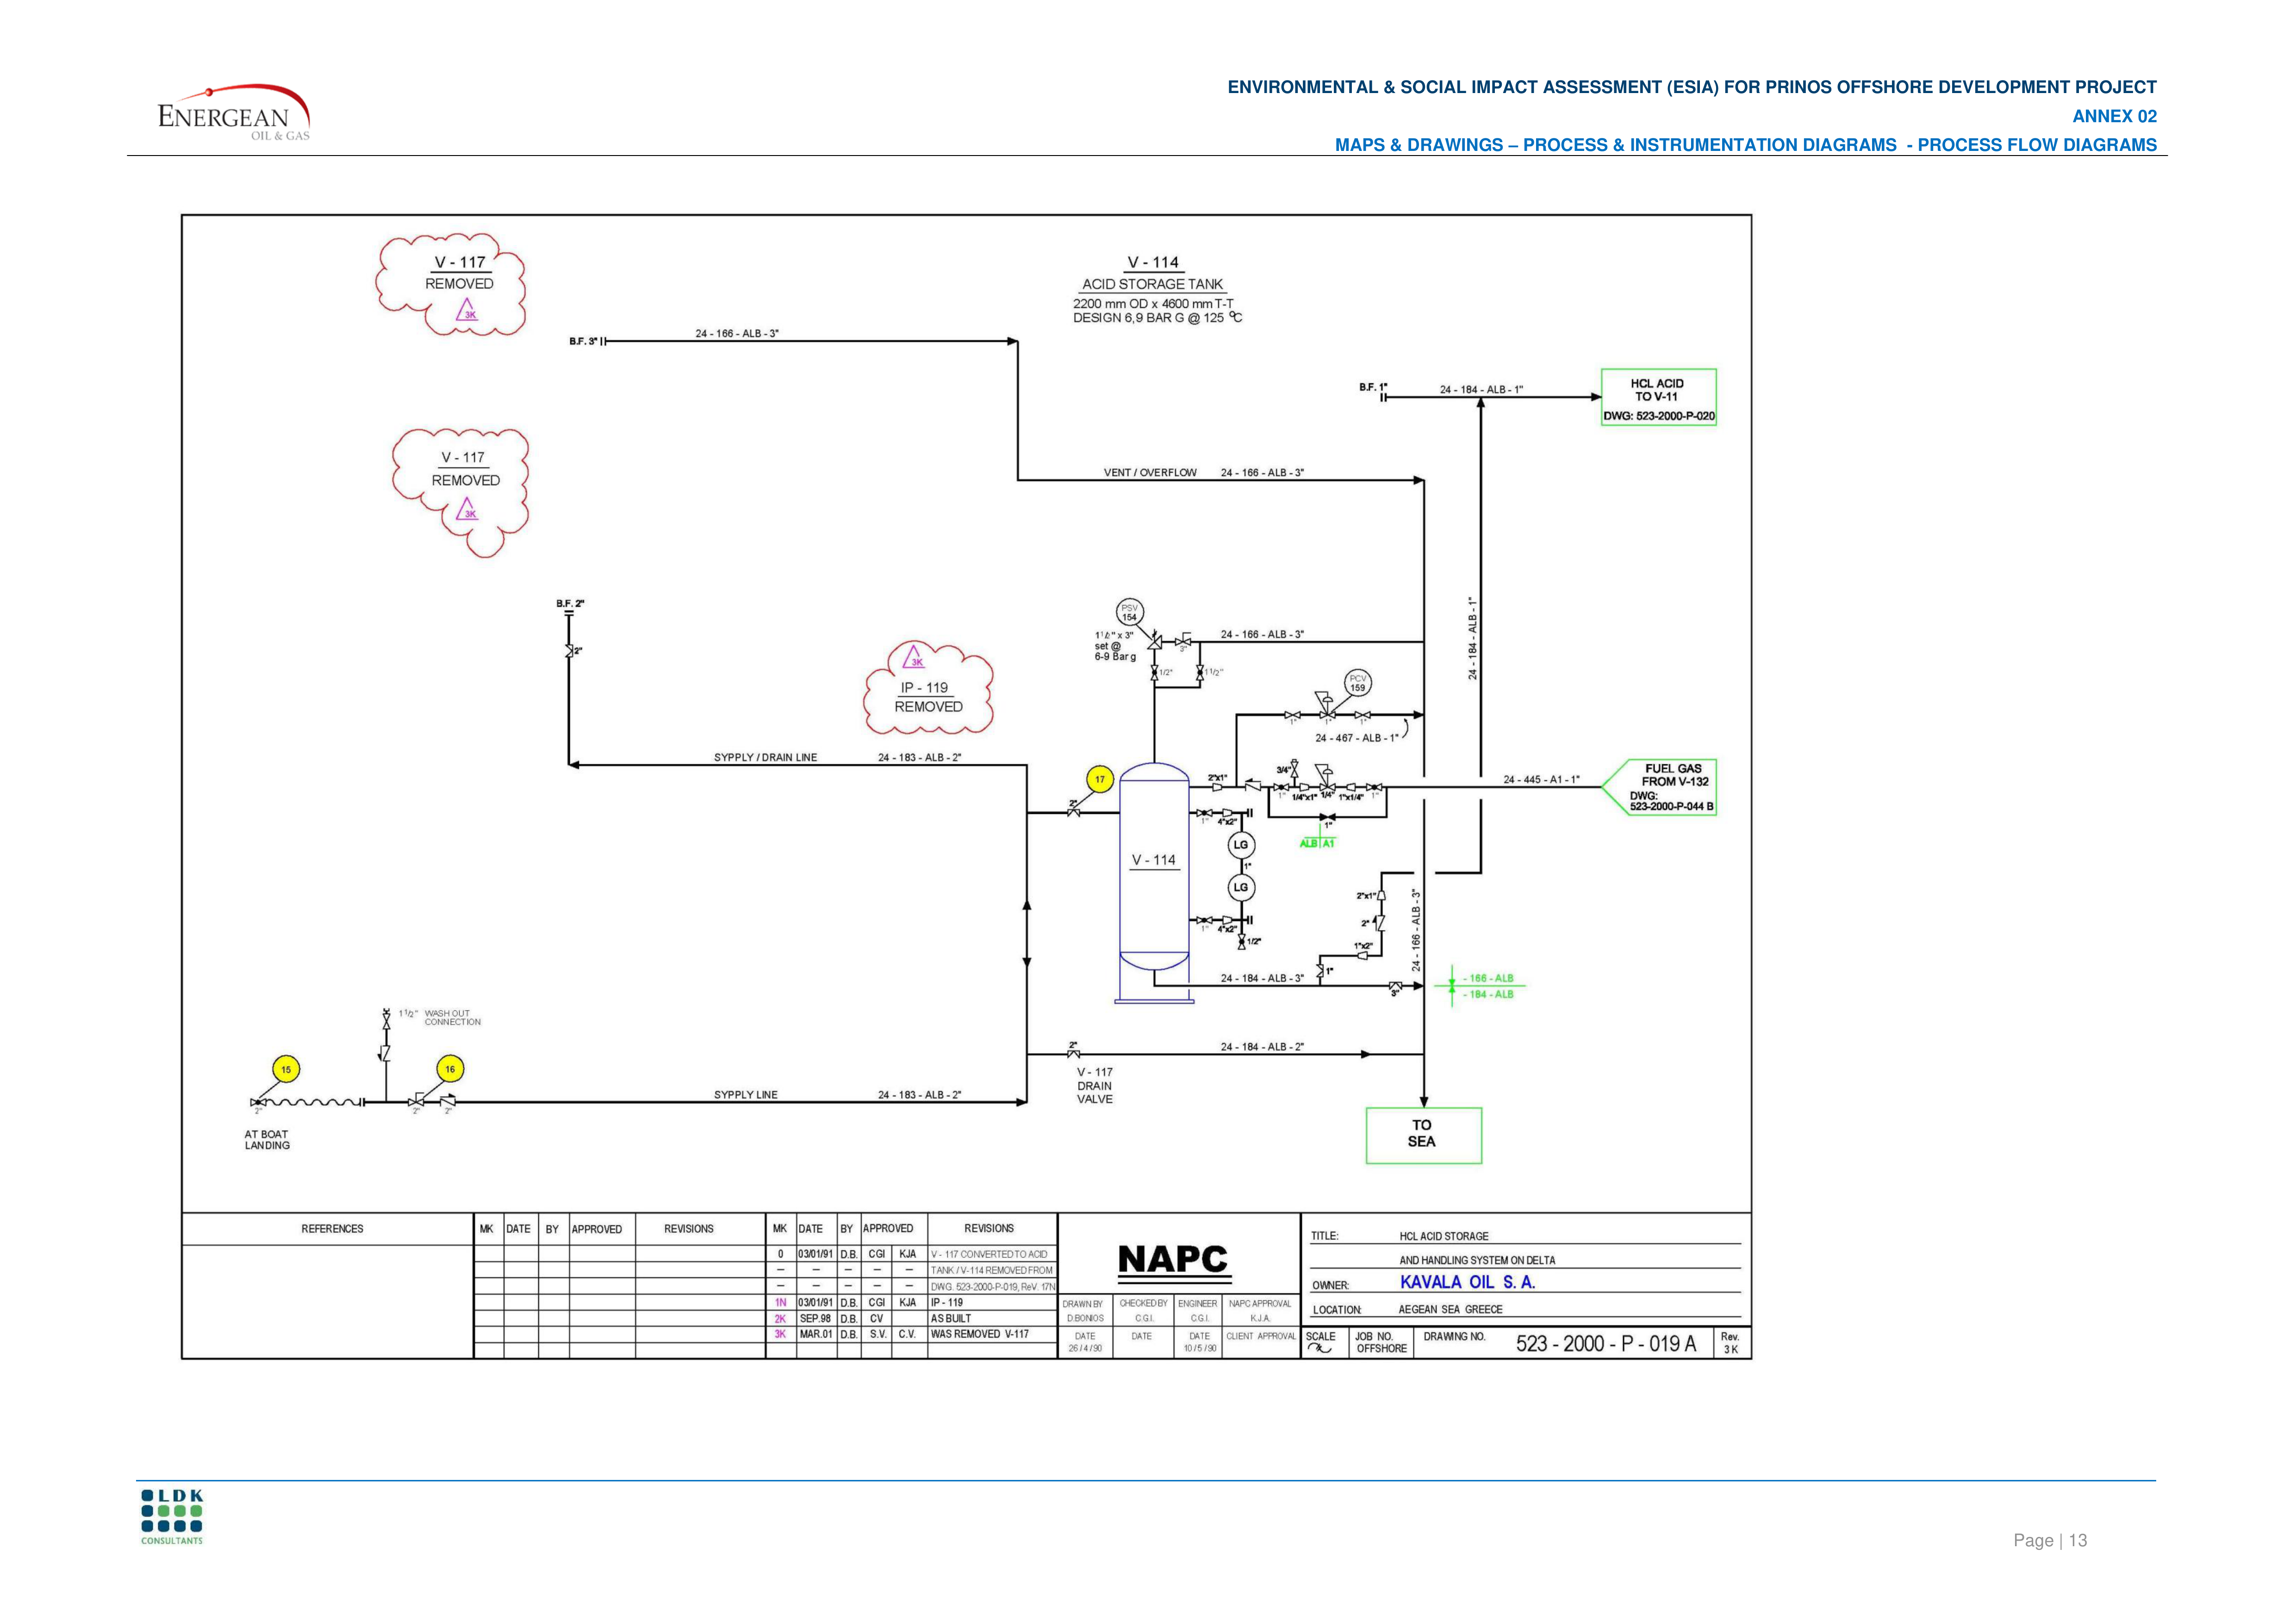 ENERGEAN
OIL & GAS
ENVIRONMENTAL & SOCIAL IMPACT ASSESSMENT (ESIA) FOR PRINOS OFFSHORE DEVELOPMENT PROJECT
ANNEX 02
MAPS & DRAWINGS – PROCESS & INSTRUMENTATION DIAGRAMS - PROCESS FLOW DIAGRAMS
V - 117
REMOVED
3K
V - 114
ACID STORAGE TANK
2200 mm OD x 4600 mm T-T
DESIGN 6,9 BAR G @ 125 °C
B.F. 3"
24 - 166 - ALB - 3"
B.F. 1"
24 - 184 - ALB - 1"
HCL ACID
TO V-11
DWG: 523-2000-P-020
V - 117
REMOVED
3K
VENT / OVERFLOW 24 - 166 - ALB - 3"
B.F. 2"
2"
PSV
154
1 1/2" x 3"
set @
6-9 Bar g
24 - 166 - ALB - 3"
3"
1/2"
1 1/2"
24 - 184 - ALB - 1"
3K
IP - 119
REMOVED
PCV
159
1"
1"
1"
24 - 467 - ALB - 1"
SYPPLY / DRAIN LINE 24 - 183 - ALB - 2"
17
2"
2"x1"
3/4"
1"
1/4"x1"
1/4"
1"x1/4"
1"
24 - 445 - A1 - 1"
FUEL GAS
FROM V-132
DWG:
523-2000-P-044 B
1"
4"x2"
1"
ALB A1
LG
1"
LG
V - 114
1"
4"x2"
1/2"
2"x1"
2"
1"x2"
1"
24 - 166 - ALB - 3"
24 - 184 - ALB - 3"
3"
- 166 - ALB
- 184 - ALB
1 1/2" WASH OUT
CONNECTION
15
16
2"
2"
2"
AT BOAT
LANDING
SYPPLY LINE 24 - 183 - ALB - 2"
2"
24 - 184 - ALB - 2"
V - 117
DRAIN
VALVE
TO
SEA
REFERENCES MK DATE BY APPROVED REVISIONS MK DATE BY APPROVED REVISIONS
0 03/01/91 D.B. CGI KJA V - 117 CONVERTED TO ACID
– – – – – TANK / V-114 REMOVED FROM
– – – – – DWG. 523-2000-P-019, ReV. 17N
1N 03/01/91 D.B. CGI KJA IP - 119
2K SEP.98 D.B. CV AS BUILT
3K MAR.01 D.B. S.V. C.V. WAS REMOVED V-117
NAPC
DRAWN BY CHECKED BY ENGINEER NAPC APPROVAL
D.BONIOS C.G.I. C.G.I. K.J.A.
DATE DATE DATE CLIENT APPROVAL
26 / 4 / 90 10 / 5 / 90
TITLE: HCL ACID STORAGE
AND HANDLING SYSTEM ON DELTA
OWNER: KAVALA OIL S. A.
LOCATION: AEGEAN SEA GREECE
SCALE JOB NO. DRAWING NO. 523 - 2000 - P - 019 A Rev.
OFFSHORE 3 K
LDK
CONSULTANTS
Page | 13